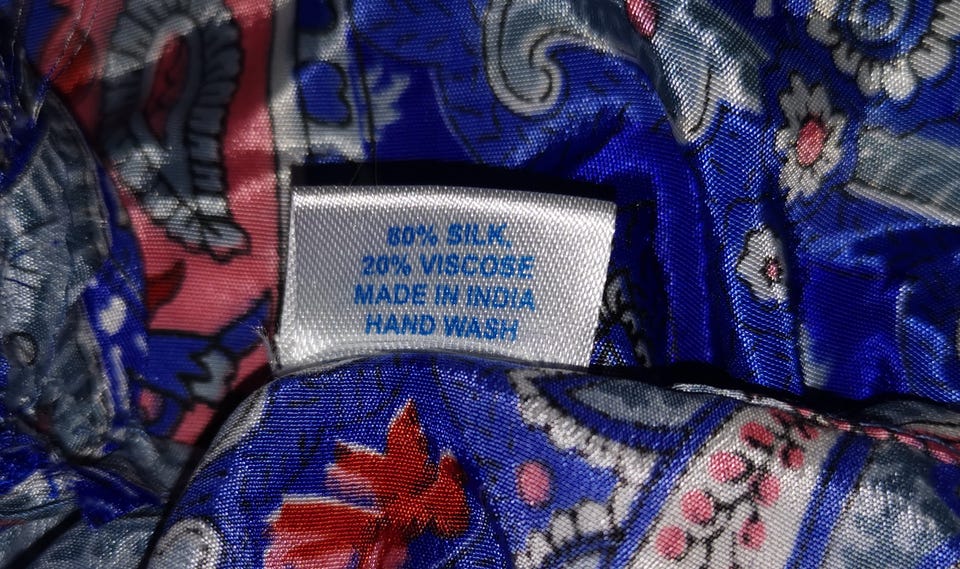 80% SILK,
20% VISCOSE
MADE IN INDIA
HAND WASH